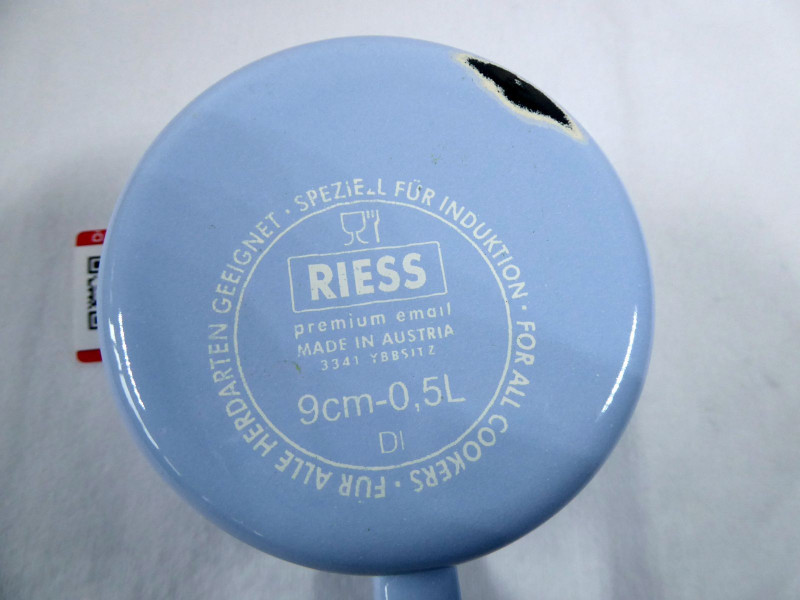 SPEZIELL FÜR INDUKTION · FOR ALL COOKERS · FÜR ALLE HERDARTEN GEEIGNET ·
RIESS
premium email
MADE IN AUSTRIA
3341 YBBSITZ
9cm-0,5L
DI